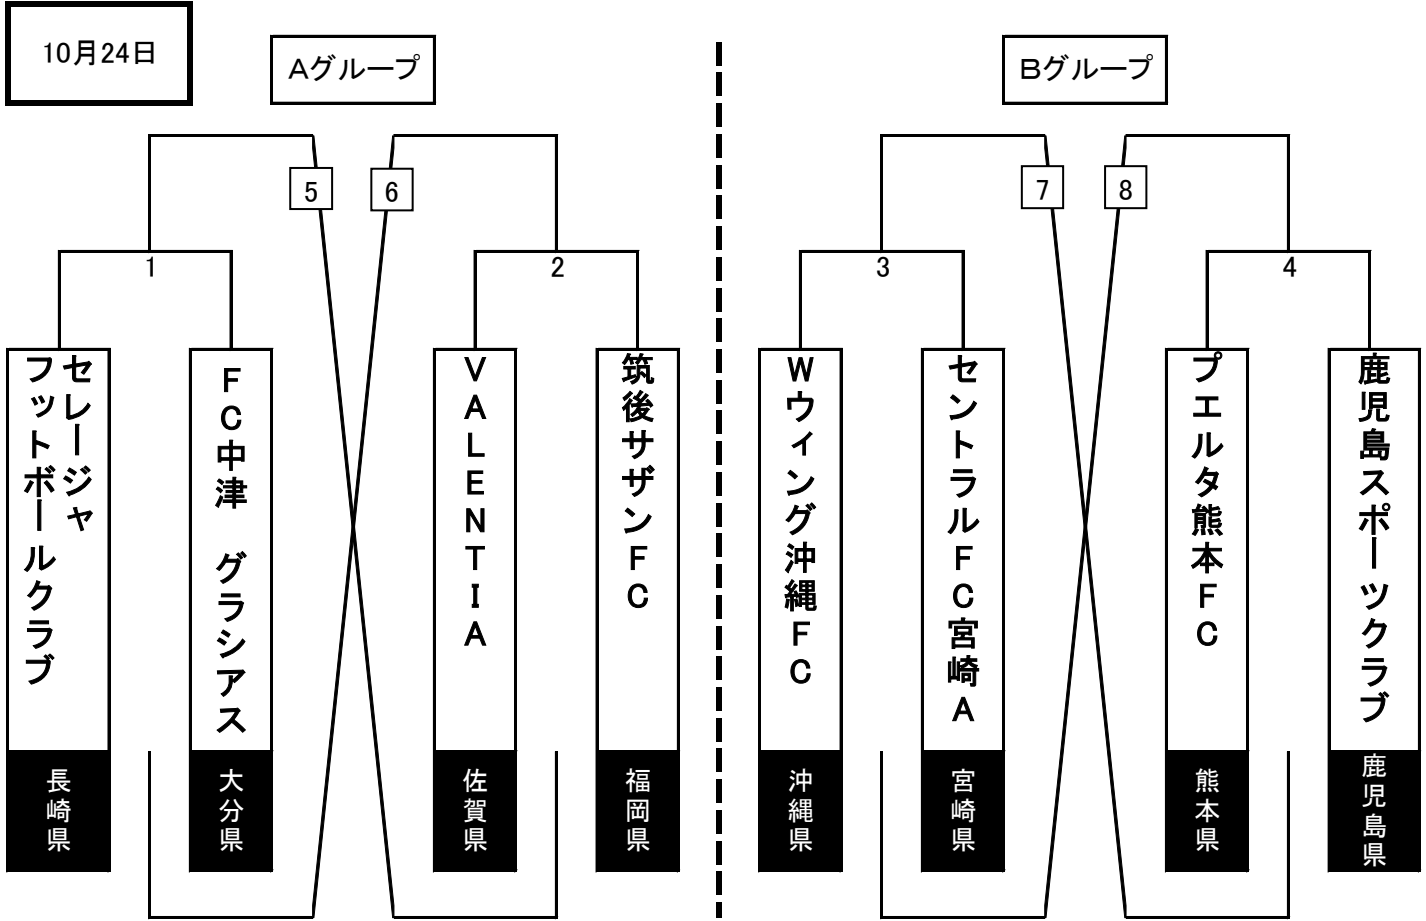 10月24日
Aグループ
Bグループ
5
6
7
8
1
2
3
4
セレージャ
フットボールクラブ
FC中津　グラシアス
VALENTIA
筑後サザンFC
Wウィング沖縄FC
セントラルFC宮崎A
プエルタ熊本FC
鹿児島スポーツクラブ
長崎県
大分県
佐賀県
福岡県
沖縄県
宮崎県
熊本県
鹿児島県